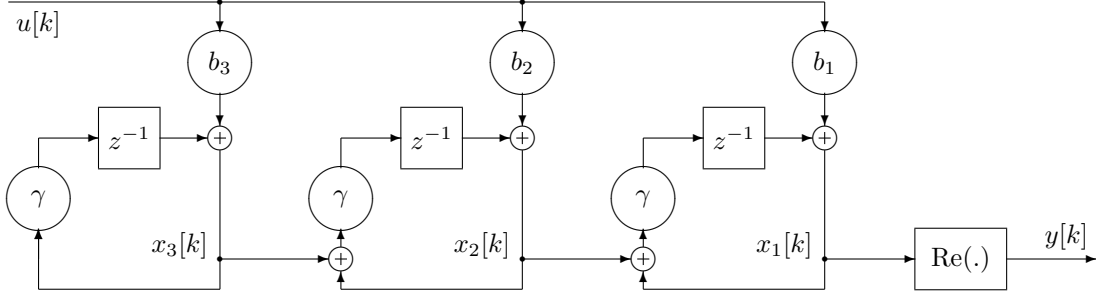 u[k]
b₃ b₂ b₁
z⁻¹ + z⁻¹ + z⁻¹ +
γ γ γ
x₃[k] + x₂[k] + x₁[k] Re(.) y[k]